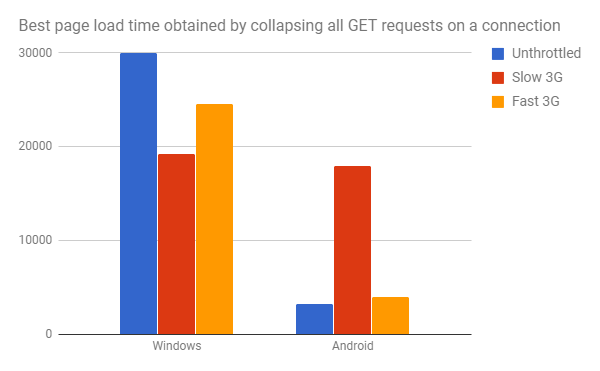 Best page load time obtained by collapsing all GET requests on a connection
30000
20000
10000
0
Windows
Android
Unthrottled
Slow 3G
Fast 3G